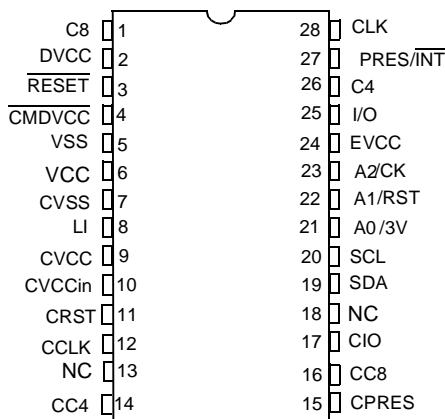 C8 1 28 CLK
DVCC 2 27 PRES/INT
RESET 3 26 C4
CMDVCC 4 25 I/O
VSS 5 24 EVCC
VCC 6 23 A2/CK
CVSS 7 22 A1/RST
LI 8 21 A0/3V
CVCC 9 20 SCL
CVCCin 10 19 SDA
CRST 11 18 NC
CCLK 12 17 CIO
NC 13 16 CC8
CC4 14 15 CPRES